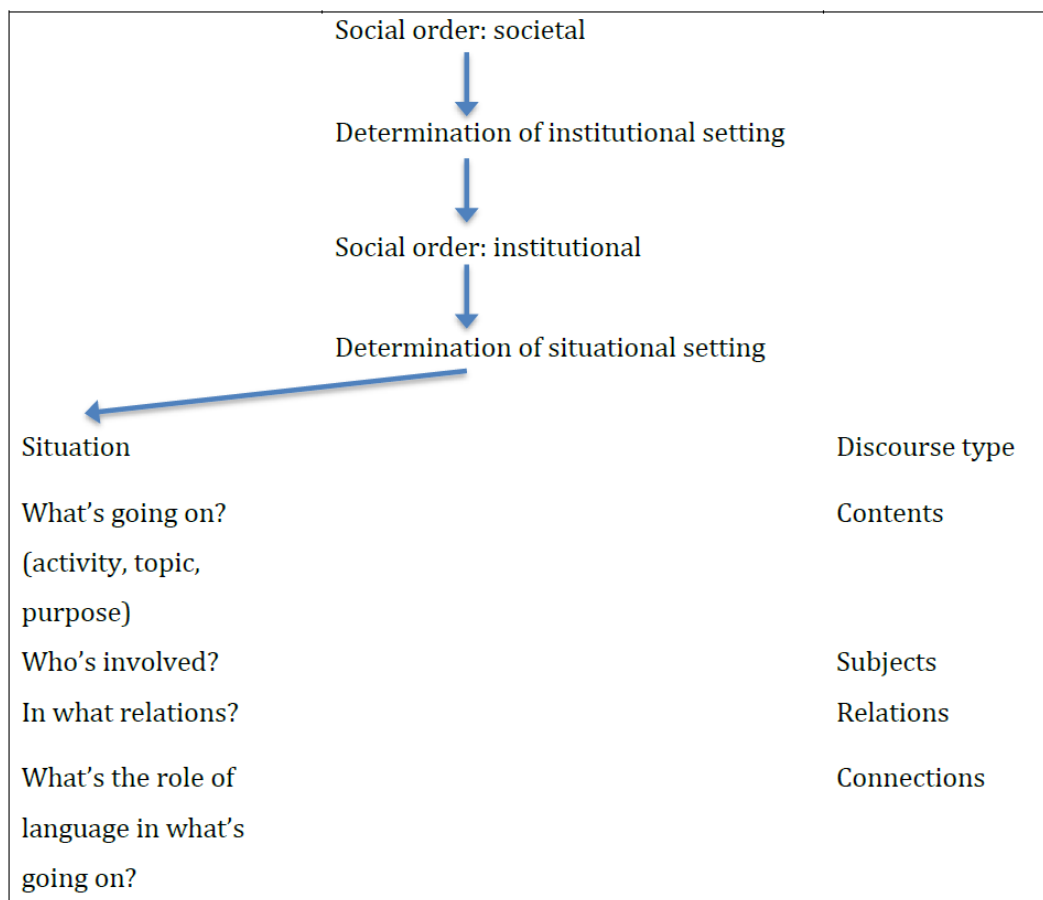 Social order: societal
Determination of institutional setting
Social order: institutional
Determination of situational setting
Situation
Discourse type
What’s going on?
Contents
(activity, topic,
purpose)
Who’s involved?
Subjects
In what relations?
Relations
What’s the role of
Connections
language in what’s
going on?